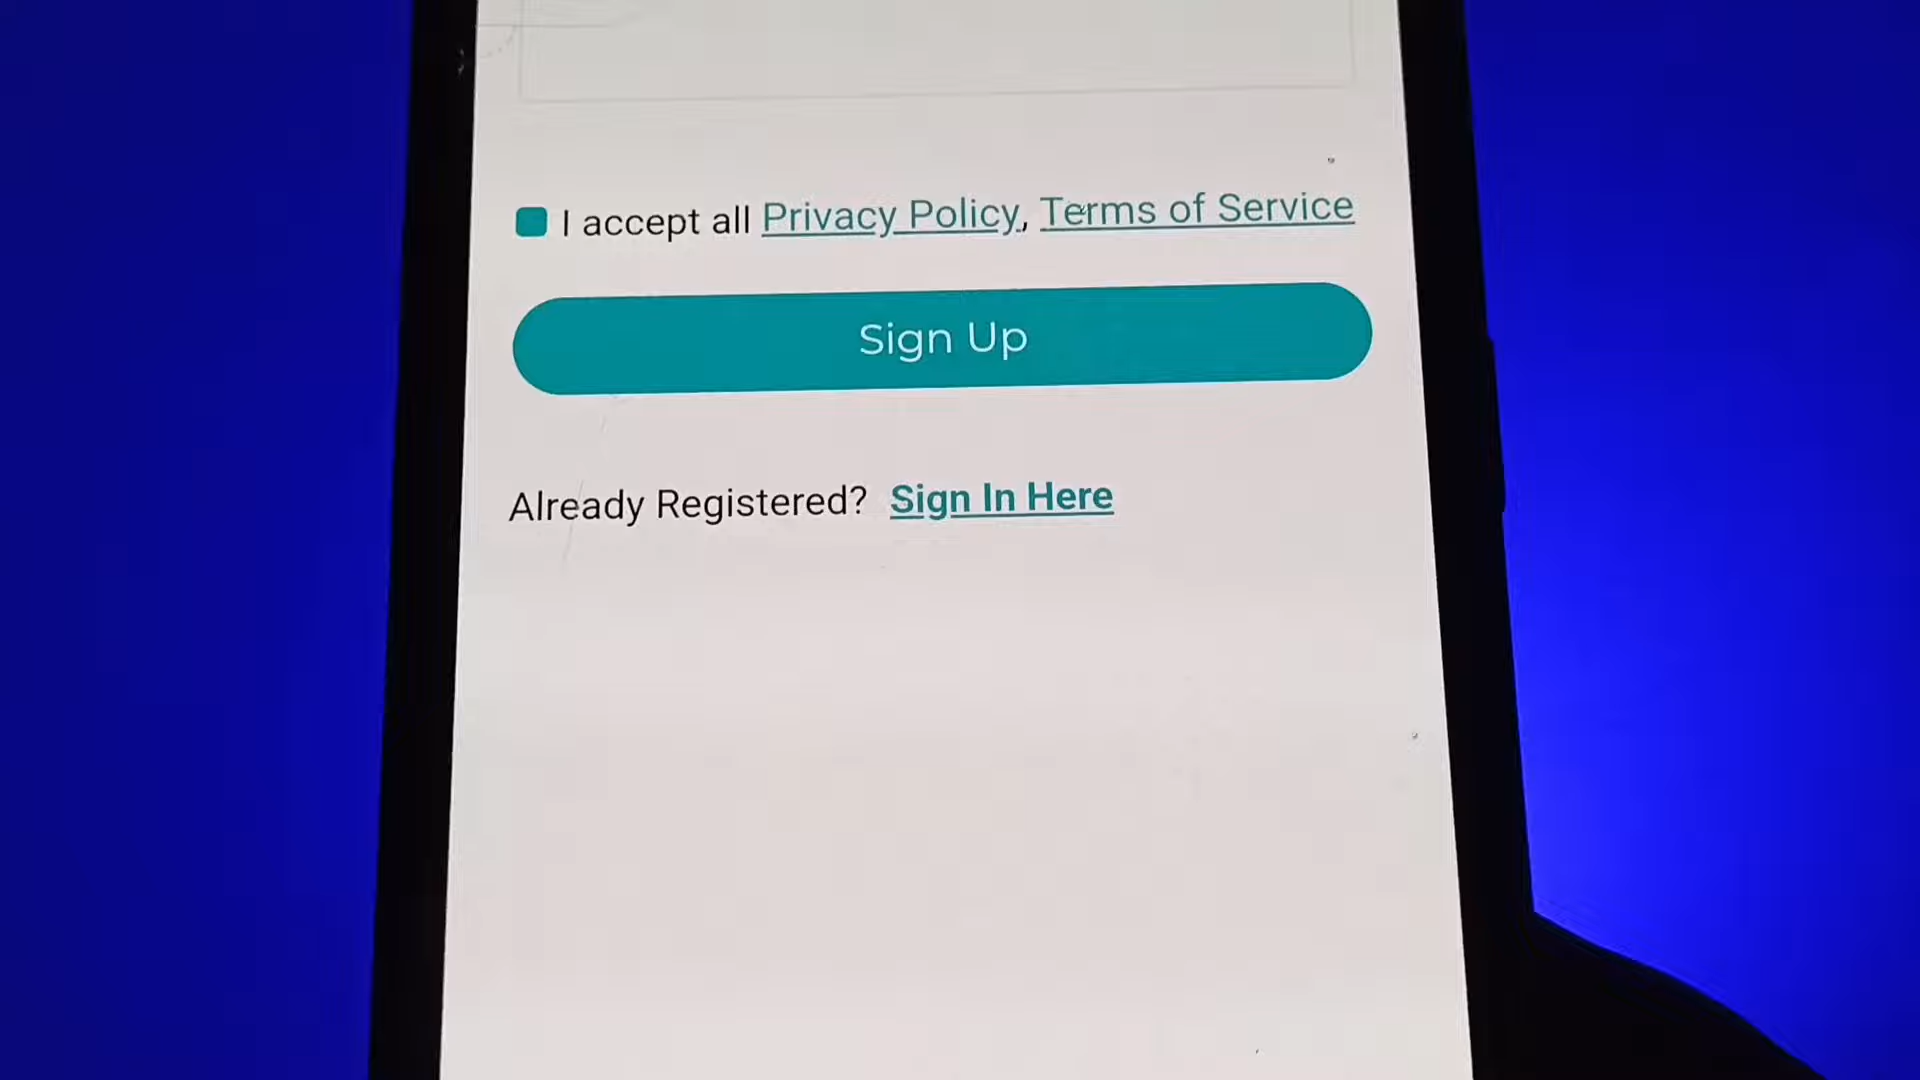 I accept all Privacy Policy, Terms of Service
Sign Up
Already Registered? Sign In Here